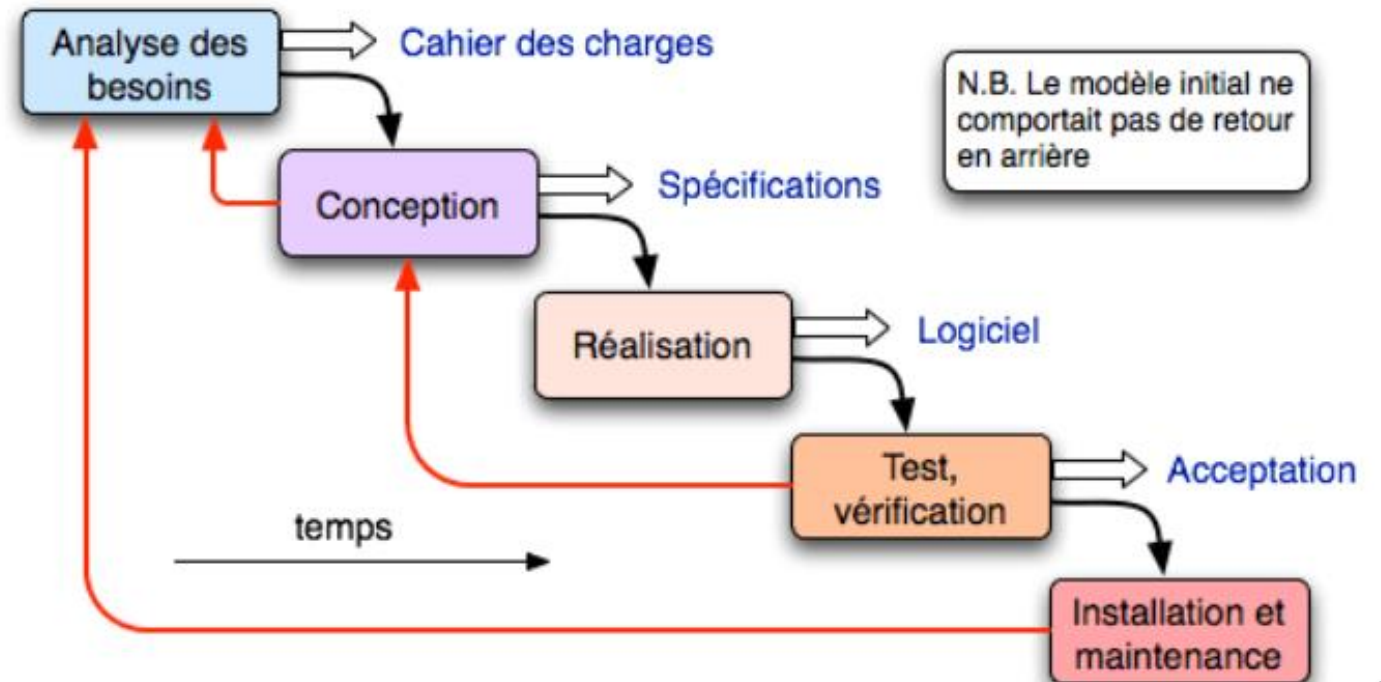 Analyse des
besoins
Cahier des charges
N.B. Le modèle initial ne
comportait pas de retour
en arrière
Conception
Spécifications
Réalisation
Logiciel
Test,
vérification
Acceptation
temps
Installation et
maintenance